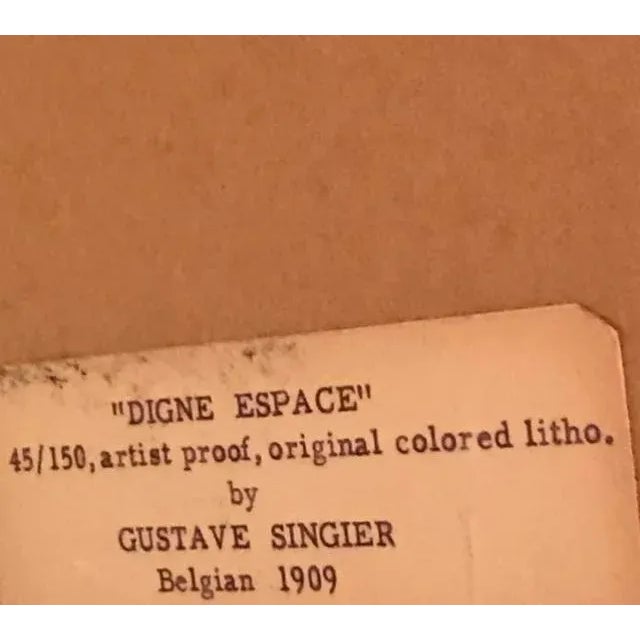 "DIGNE ESPACE"
45/150, artist proof, original colored litho.
by
GUSTAVE SINGIER
Belgian 1909